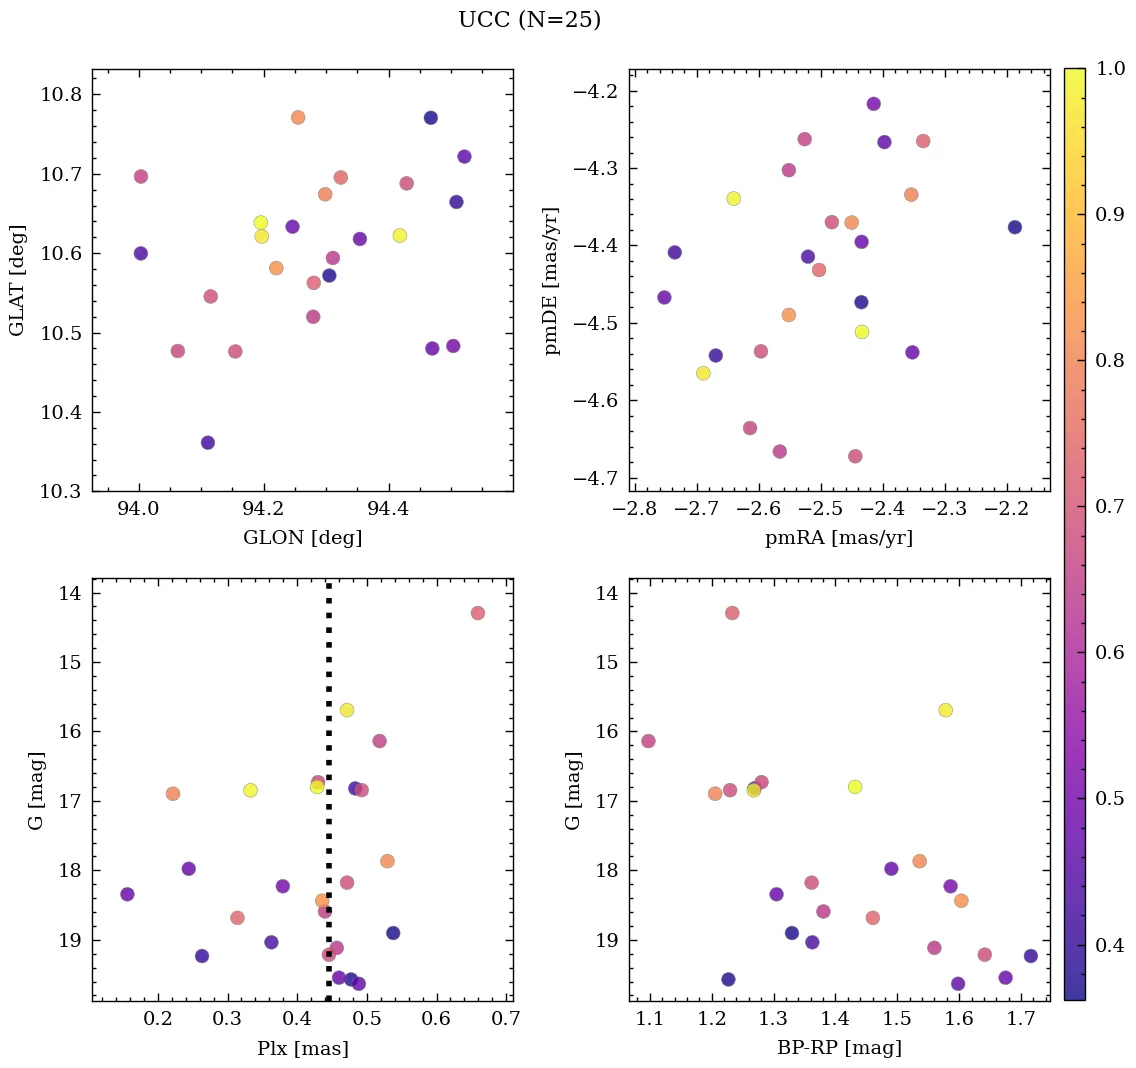 UCC (N=25)
10.8
10.7
10.6
10.5
10.4
10.3
GLAT [deg]
94.0 94.2 94.4
GLON [deg]
−4.2
−4.3
−4.4
−4.5
−4.6
−4.7
pmDE [mas/yr]
−2.8 −2.7 −2.6 −2.5 −2.4 −2.3 −2.2
pmRA [mas/yr]
14
15
16
17
18
19
G [mag]
0.2 0.3 0.4 0.5 0.6 0.7
Plx [mas]
14
15
16
17
18
19
G [mag]
1.1 1.2 1.3 1.4 1.5 1.6 1.7
BP-RP [mag]
1.0
0.9
0.8
0.7
0.6
0.5
0.4